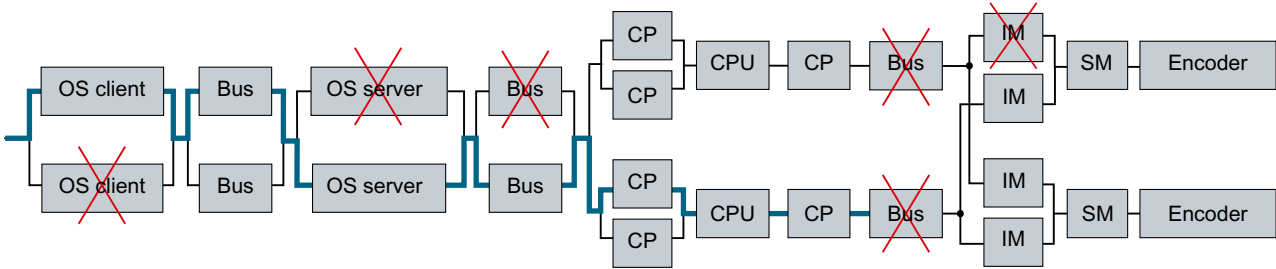 OS client
OS client
Bus
Bus
OS server
OS server
Bus
Bus
CP
CP
CPU
CP
Bus
IM
IM
SM
Encoder
CP
CP
CPU
CP
Bus
IM
IM
SM
Encoder